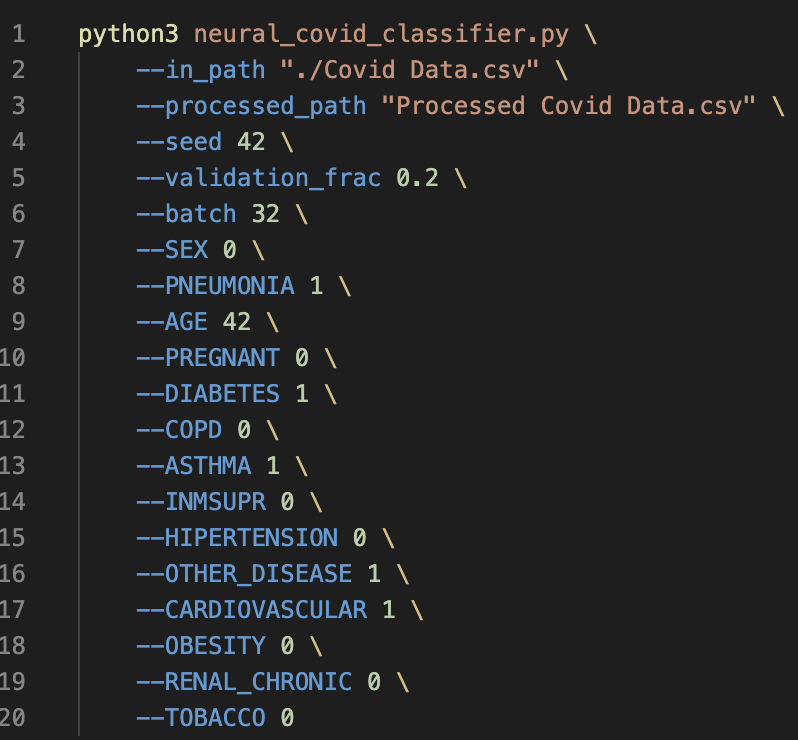 1 python3 neural_covid_classifier.py \
2 --in_path "./Covid Data.csv" \
3 --processed_path "Processed Covid Data.csv" \
4 --seed 42 \
5 --validation_frac 0.2 \
6 --batch 32 \
7 --SEX 0 \
8 --PNEUMONIA 1 \
9 --AGE 42 \
10 --PREGNANT 0 \
11 --DIABETES 1 \
12 --COPD 0 \
13 --ASTHMA 1 \
14 --INMSUPR 0 \
15 --HIPERTENSION 0 \
16 --OTHER_DISEASE 1 \
17 --CARDIOVASCULAR 1 \
18 --OBESITY 0 \
19 --RENAL_CHRONIC 0 \
20 --TOBACCO 0